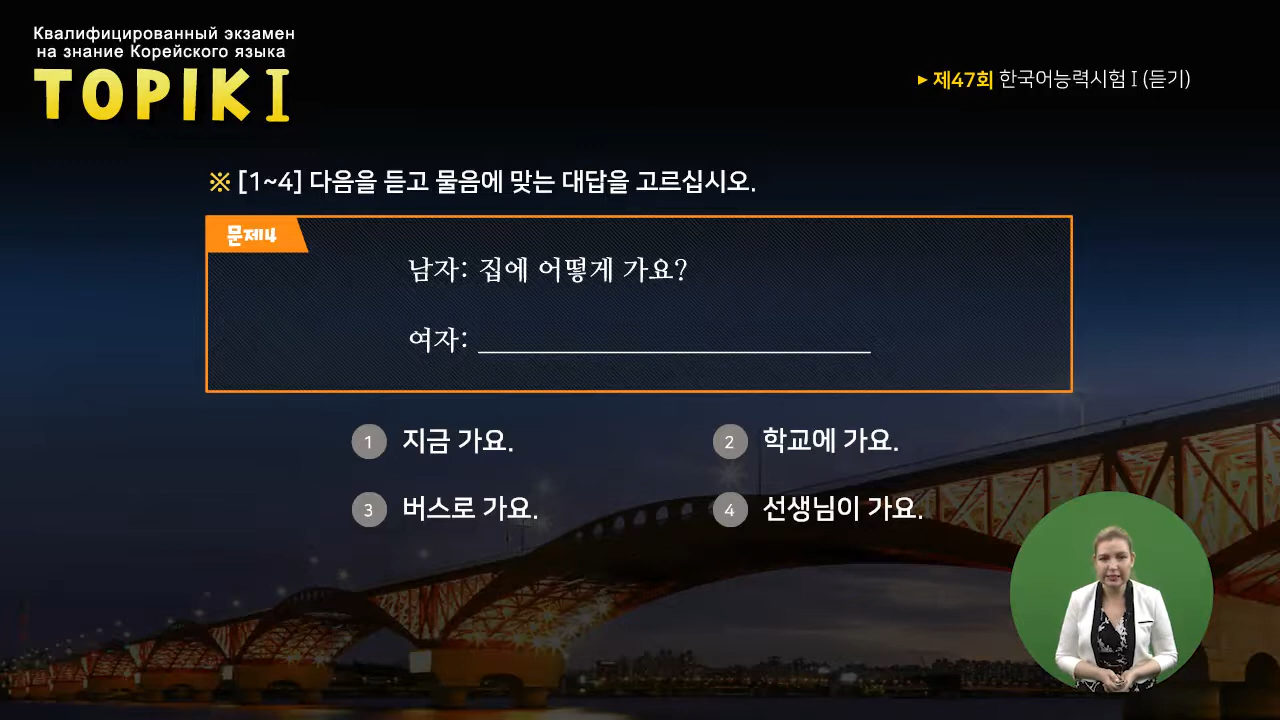 Квалифицированный экзамен
на знание Корейского языка
TOPIK I
▸ 제47회 한국어능력시험 I (듣기)
※ [1~4] 다음을 듣고 물음에 맞는 대답을 고르십시오.
문제4
남자: 집에 어떻게 가요?
여자: ____________________
1 지금 가요.
2 학교에 가요.
3 버스로 가요.
4 선생님이 가요.